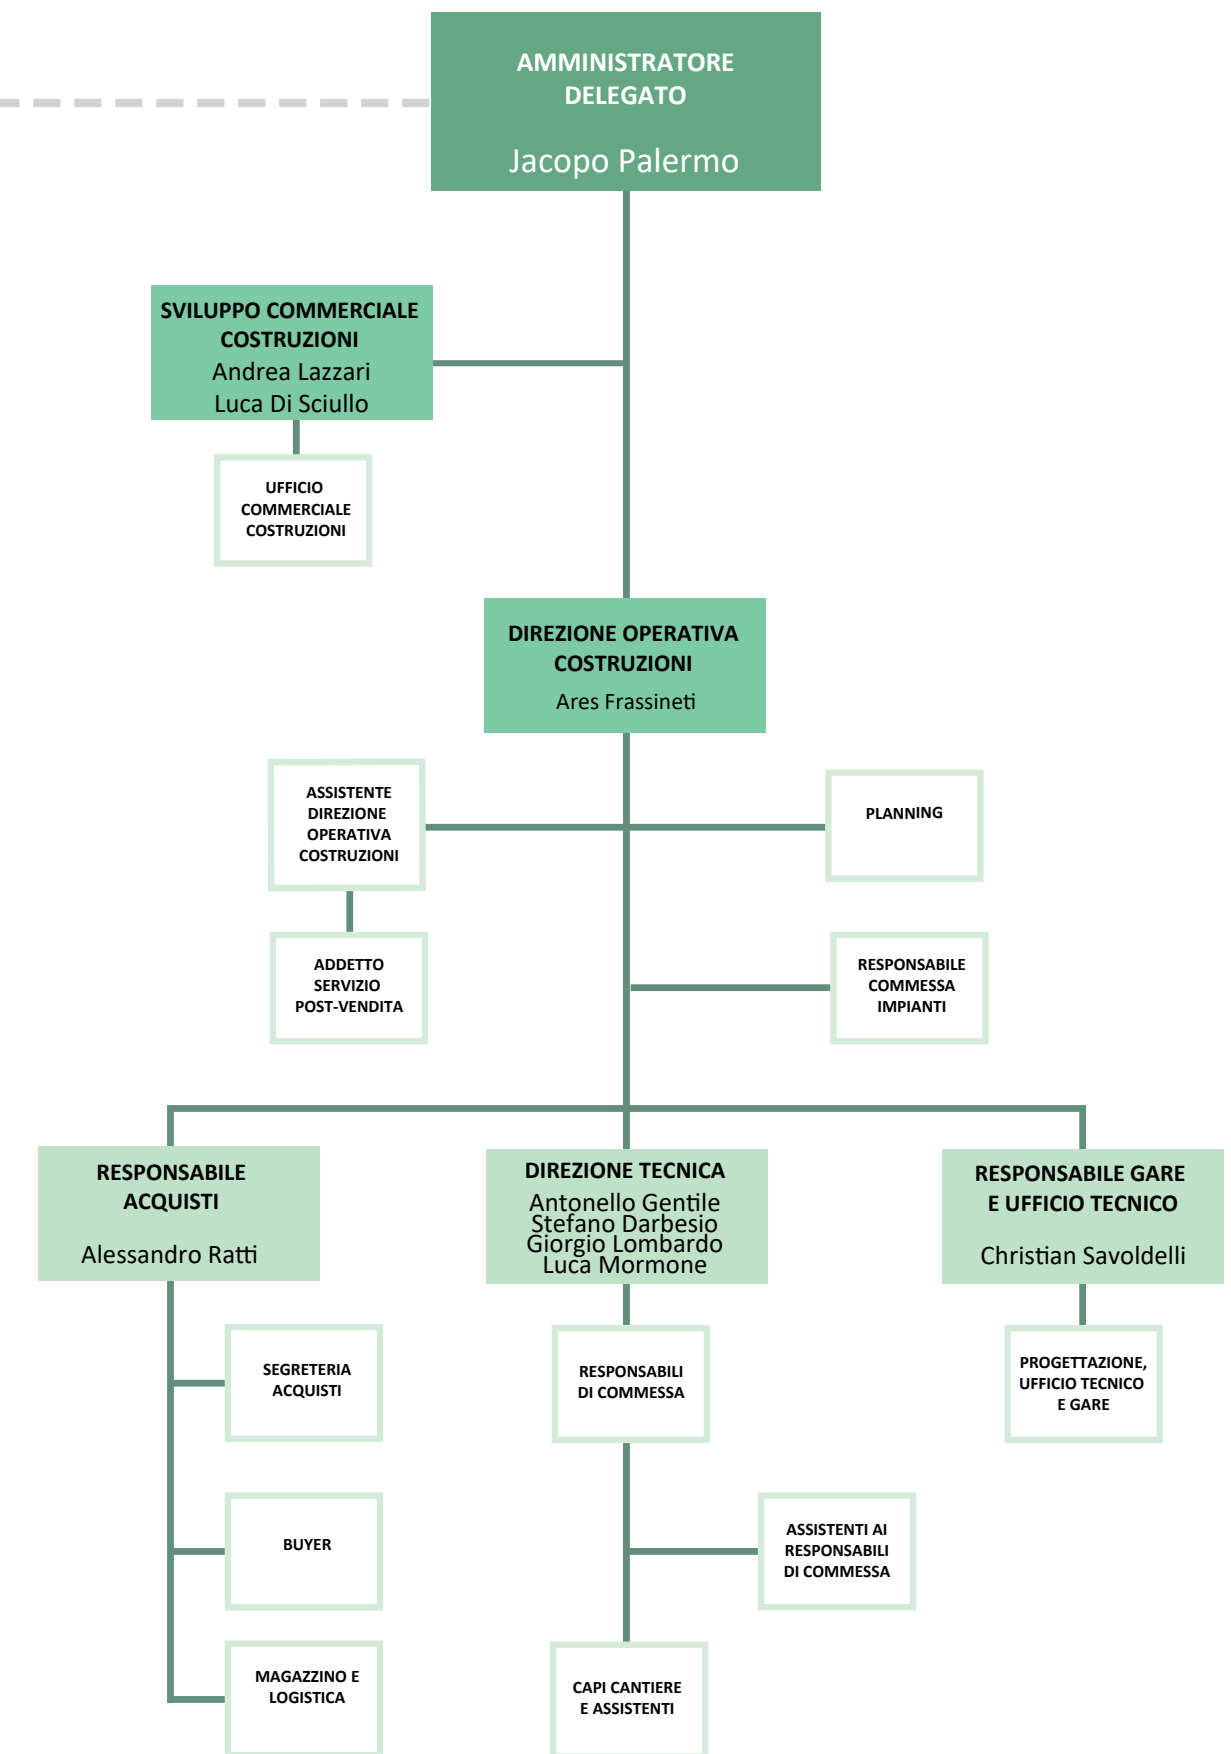 AMMINISTRATORE
DELEGATO
Jacopo Palermo
SVILUPPO COMMERCIALE
COSTRUZIONI
Andrea Lazzari
Luca Di Sciullo
UFFICIO
COMMERCIALE
COSTRUZIONI
DIREZIONE OPERATIVA
COSTRUZIONI
Ares Frassineti
ASSISTENTE
DIREZIONE
OPERATIVA
COSTRUZIONI
PLANNING
ADDETTO
SERVIZIO
POST-VENDITA
RESPONSABILE
COMMESSA
IMPIANTI
RESPONSABILE
ACQUISTI
Alessandro Ratti
DIREZIONE TECNICA
Antonello Gentile
Stefano Darbesio
Giorgio Lombardo
Luca Mormone
RESPONSABILE GARE
E UFFICIO TECNICO
Christian Savoldelli
SEGRETERIA
ACQUISTI
RESPONSABILI
DI COMMESSA
PROGETTAZIONE,
UFFICIO TECNICO
E GARE
BUYER
ASSISTENTI AI
RESPONSABILI
DI COMMESSA
MAGAZZINO E
LOGISTICA
CAPI CANTIERE
E ASSISTENTI